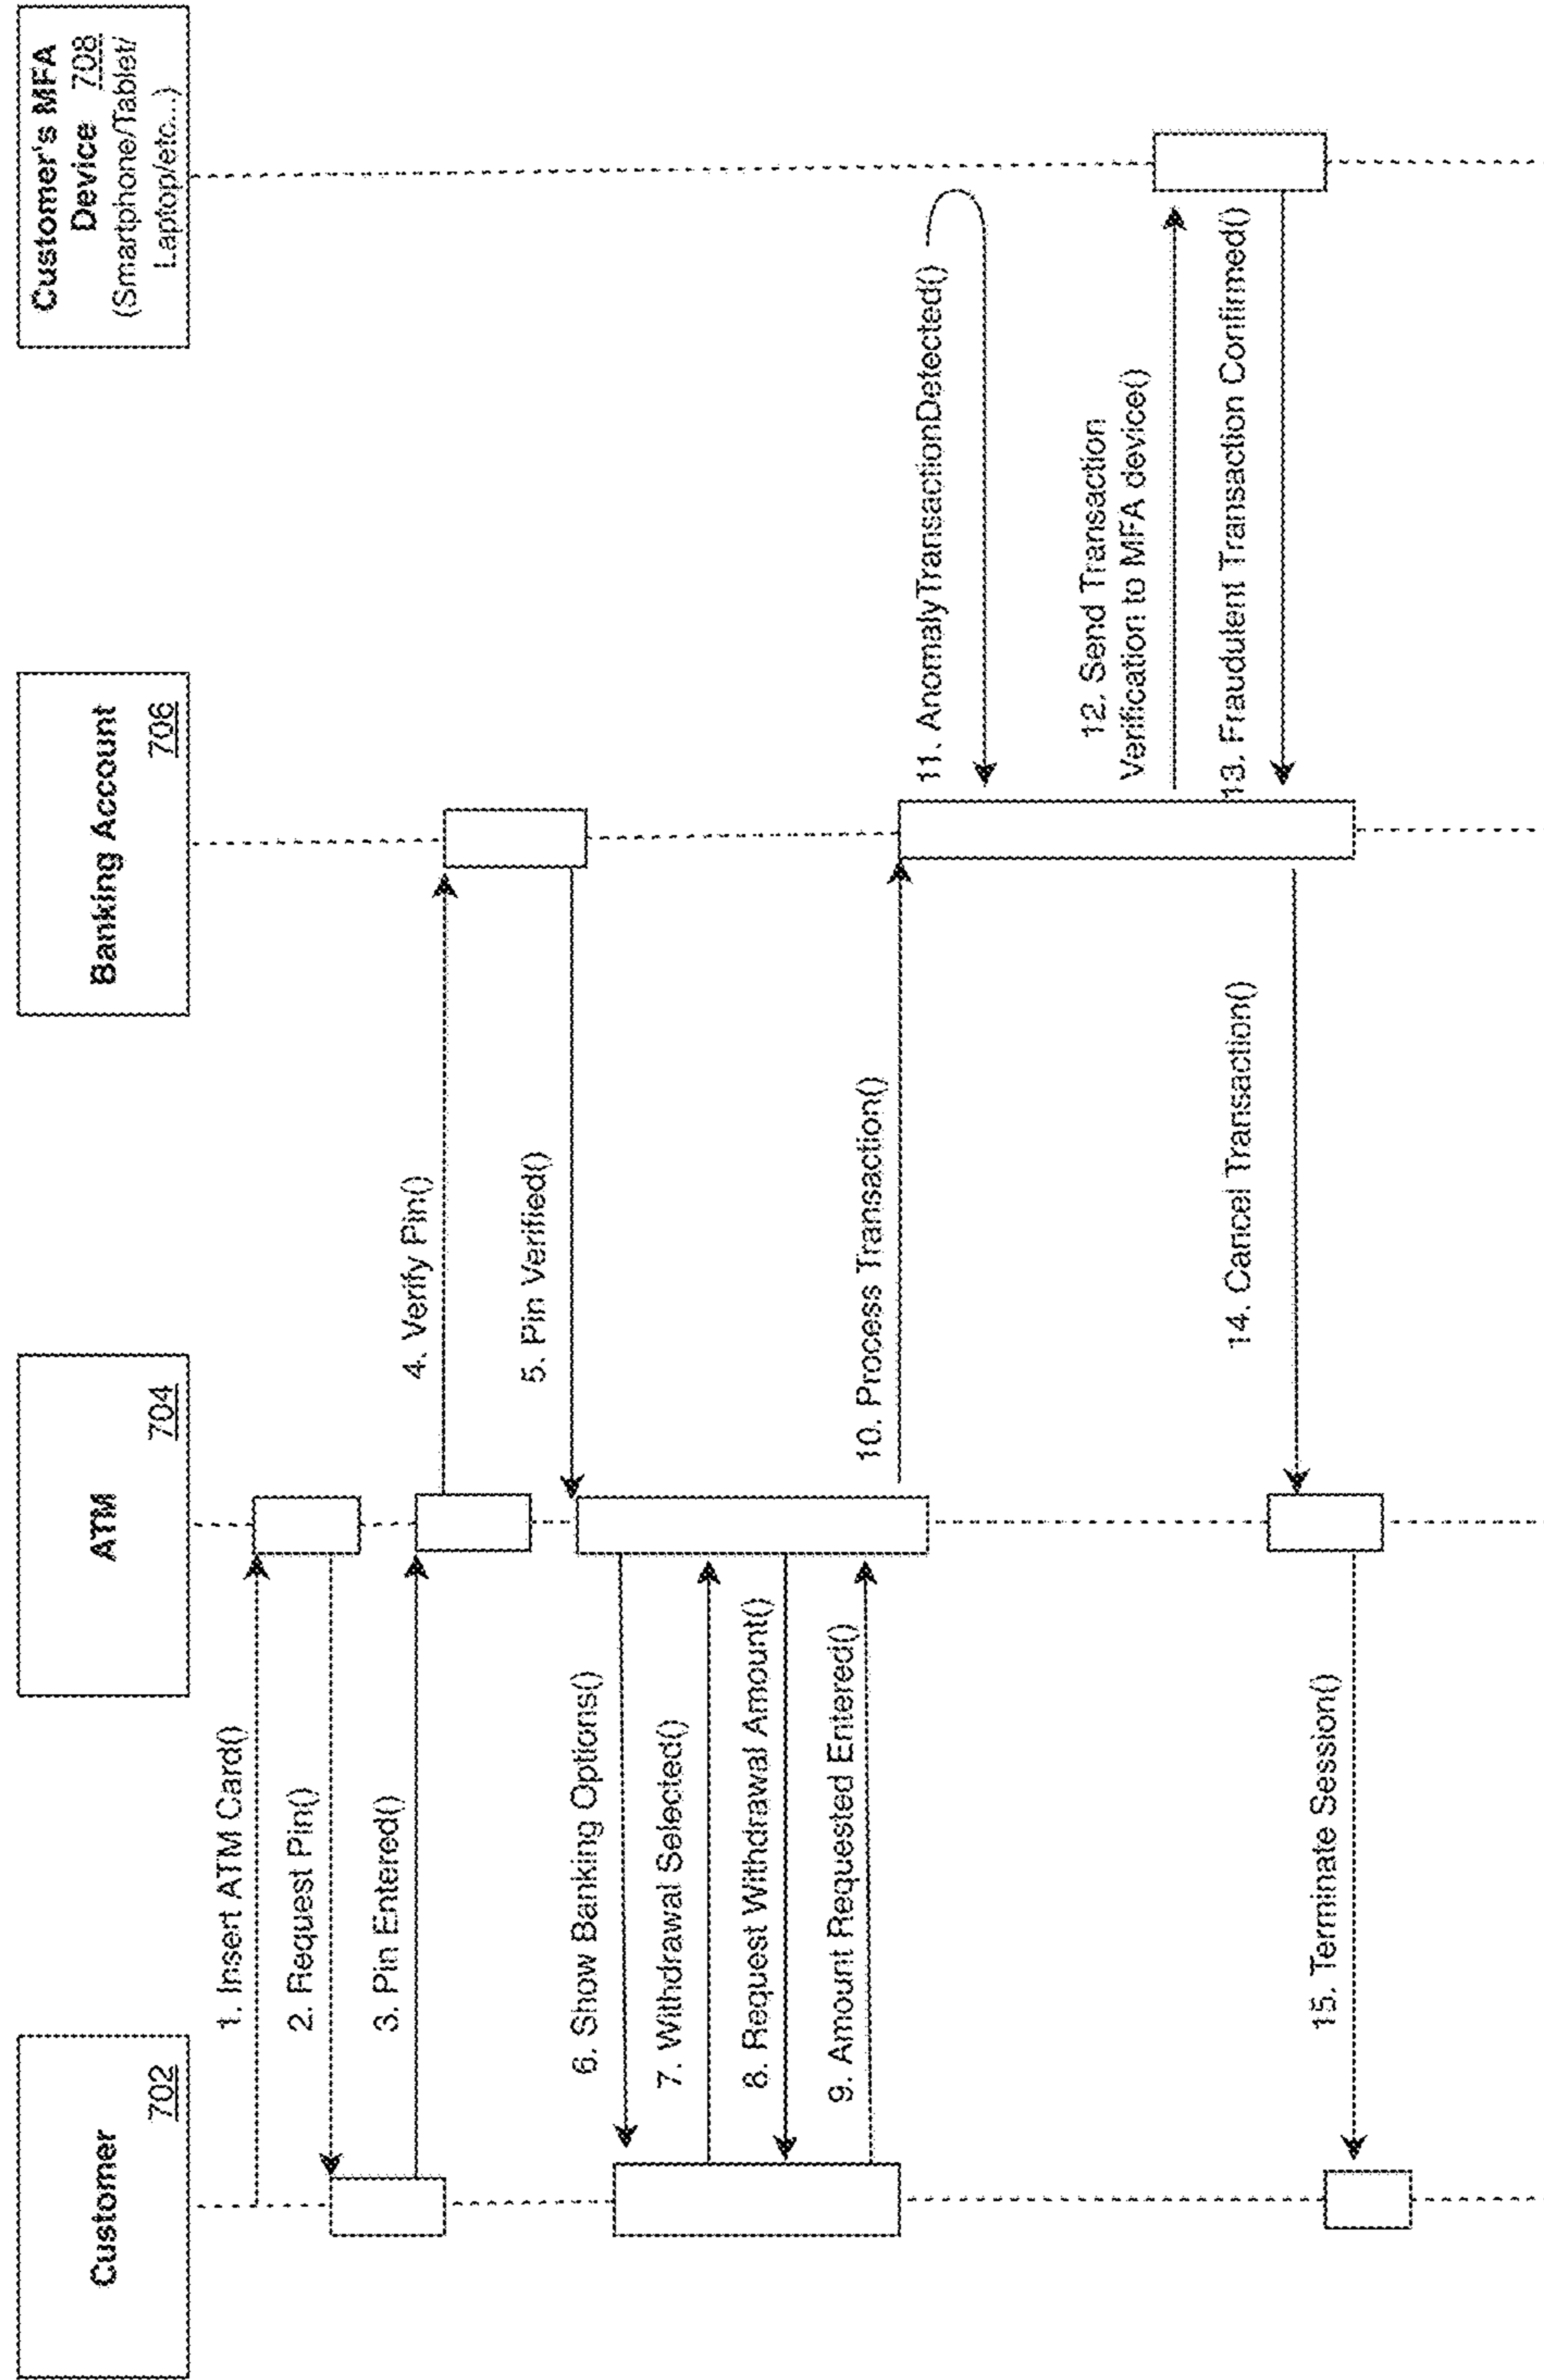 Customer
702
ATM
704
Banking Account
706
Customer's MFA
Device 708
(Smartphone/Tablet/
Laptop/etc...)
1. Insert ATM Card()
2. Request Pin()
3. Pin Entered()
4. Verify Pin()
5. Pin Verified()
6. Show Banking Options()
7. Withdrawal Selected()
8. Request Withdrawal Amount()
9. Amount Requested Entered()
10. Process Transaction()
11. AnomalyTransactionDetected()
12. Send Transaction
Verification to MFA device()
13. Fraudulent Transaction Confirmed()
14. Cancel Transaction()
15. Terminate Session()